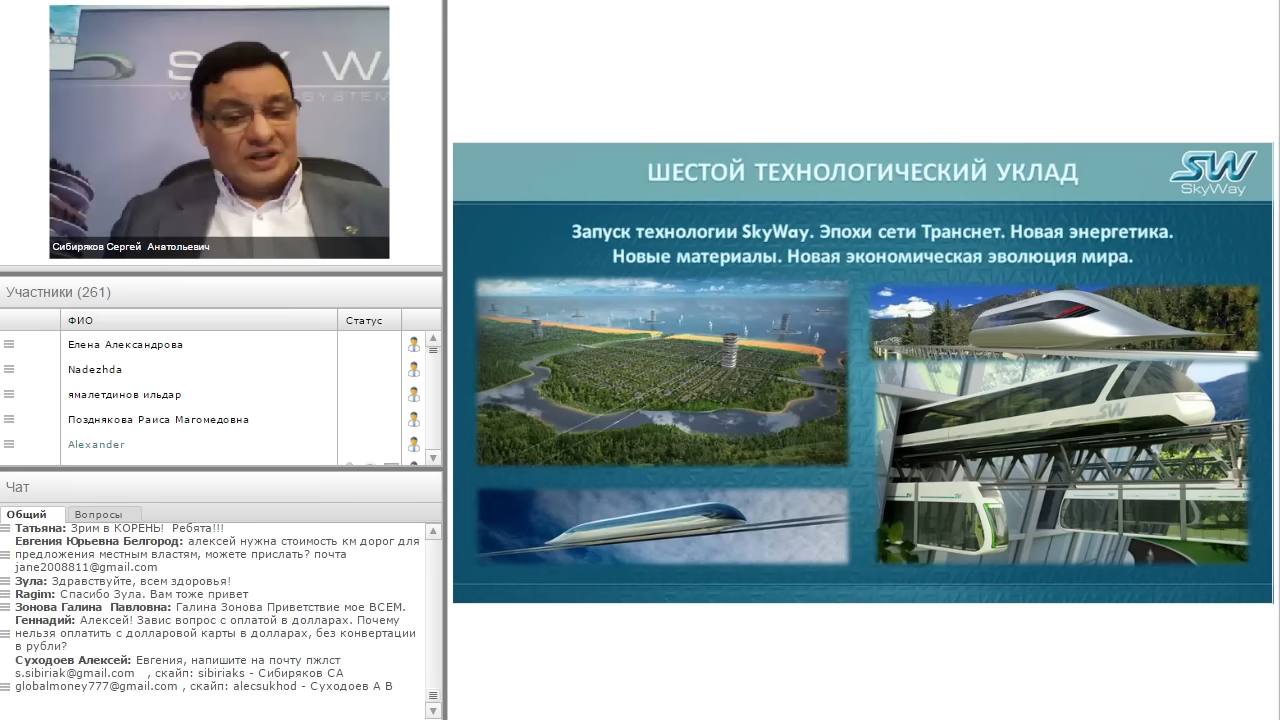 SKY WA
SYSTEM
Сибиряков Сергей Анатольевич
Участники (261)
ФИО
Статус
Елена Александрова
Nadezhda
ямалетдинов ильдар
Позднякова Раиса Магомедовна
Alexander
Чат
Общий
Вопросы
Татьяна: Зрим в КОРЕНЬ! Ребята!!!
Евгения Юрьевна Белгород: алексей нужна стоимость км дорог для
предложения местным властям, можете прислать? почта
jane2008811@gmail.com
Зула: Здравствуйте, всем здоровья!
Ragim: Спасибо Зула. Вам тоже привет
Зонова Галина Павловна: Галина Зонова Приветствие мое ВСЕМ.
Геннадий: Алексей! Завис вопрос с оплатой в долларах. Почему
нельзя оплатить с долларовой карты в долларах, без конвертации
в рубли?
Суходоев Алексей: Евгения, напишите на почту пжлст
s.sibiriak@gmail.com , скайп: sibiriaks - Сибиряков СА
globalmoney777@gmail.com , скайп: alecsukhod - Суходоев А В
ШЕСТОЙ ТЕХНОЛОГИЧЕСКИЙ УКЛАД
SW
SkyWay
Запуск технологии SkyWay. Эпохи сети Транснет. Новая энергетика.
Новые материалы. Новая экономическая эволюция мира.
SW